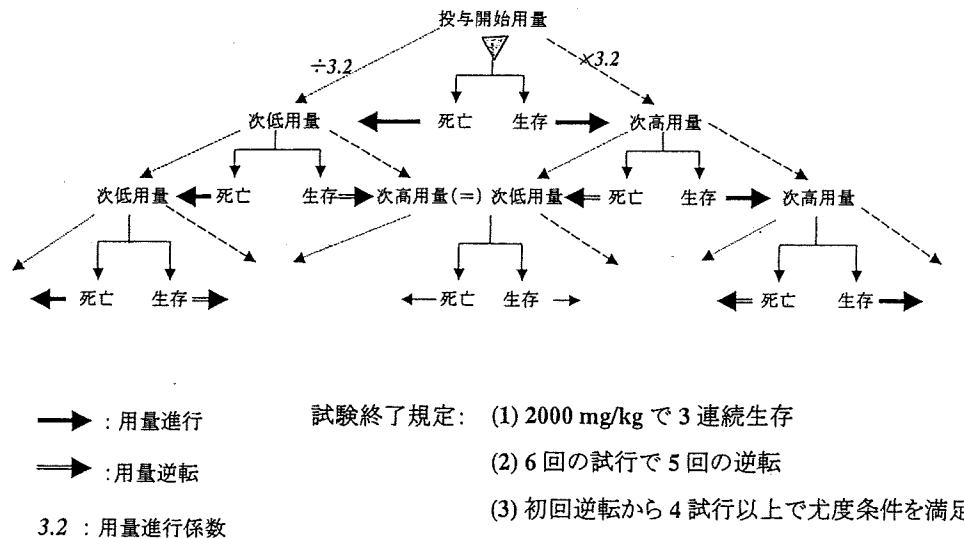 投与開始用量
÷3.2
×3.2
次低用量 死亡 生存 次高用量
次低用量 死亡 生存 次高用量(=) 次低用量 死亡 生存 次高用量
死亡 生存 死亡 生存 死亡 生存
:用量進行
:用量逆転
3.2 :用量進行係数
試験終了規定: (1) 2000 mg/kg で 3 連続生存
(2) 6 回の試行で 5 回の逆転
(3) 初回逆転から 4 試行以上で尤度条件を満足